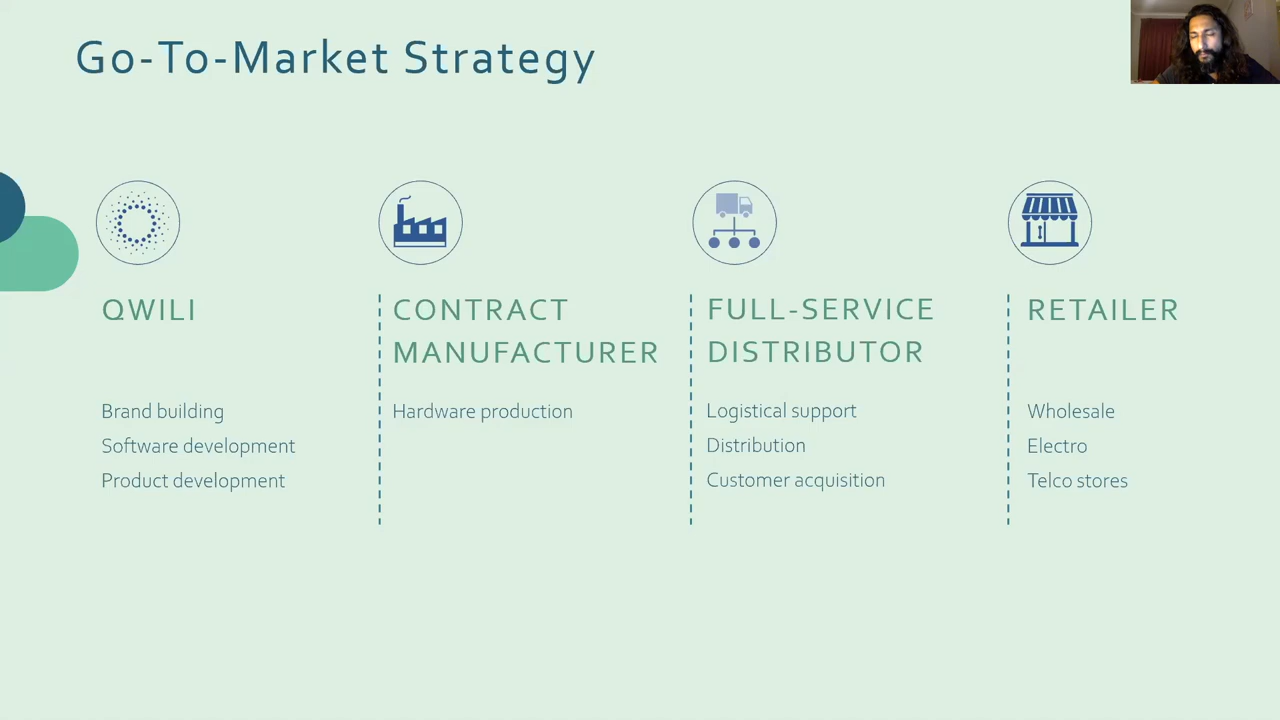 Go-To-Market Strategy
QWILI
Brand building
Software development
Product development
CONTRACT
MANUFACTURER
Hardware production
FULL-SERVICE
DISTRIBUTOR
Logistical support
Distribution
Customer acquisition
RETAILER
Wholesale
Electro
Telco stores